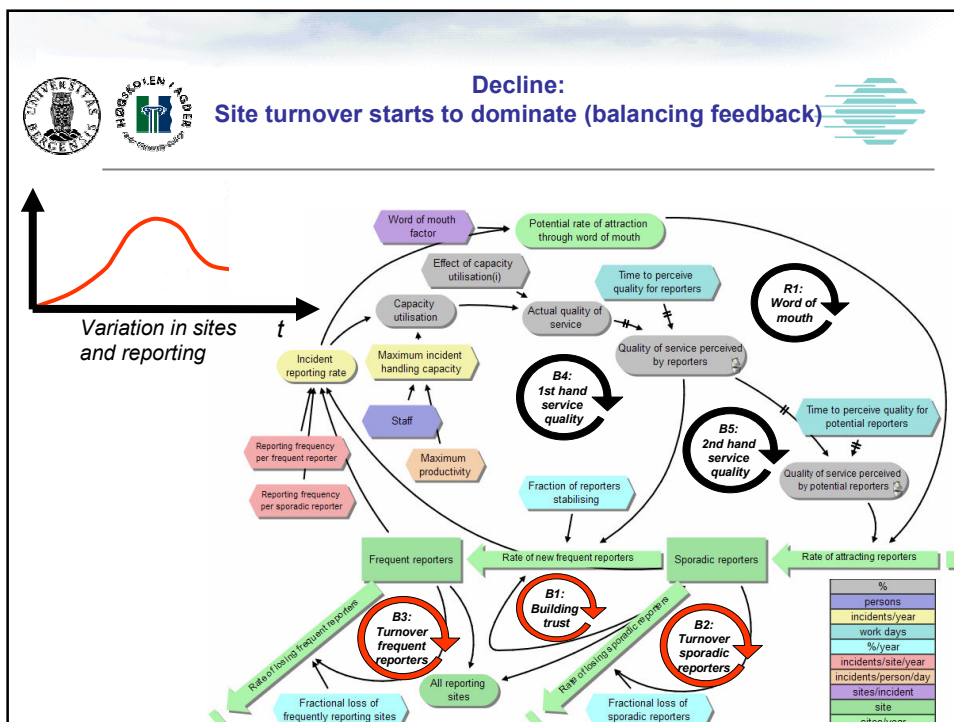 UNIVERSITAS
BERGENSIS
HØGSKOLEN I AGDER
Decline:
Site turnover starts to dominate (balancing feedback)
Variation in sites
and reporting
t
Word of mouth
factor
Potential rate of attraction
through word of mouth
Effect of capacity
utilisation(i)
Time to perceive
quality for reporters
R1:
Word of
mouth
Capacity
utilisation
Actual quality of
service
Incident
reporting rate
Maximum incident
handling capacity
Quality of service perceived
by reporters
B4:
1st hand
service
quality
Staff
Time to perceive quality for
potential reporters
B5:
2nd hand
service
quality
Reporting frequency
per frequent reporter
Maximum
productivity
Quality of service perceived
by potential reporters
Reporting frequency
per sporadic reporter
Fraction of reporters
stabilising
Frequent reporters
Rate of new frequent reporters
Sporadic reporters
Rate of attracting reporters
Rate of losing frequent reporters
B3:
Turnover
frequent
reporters
B1:
Building
trust
Rate of losing sporadic reporters
B2:
Turnover
sporadic
reporters
All reporting
sites
Fractional loss of
frequently reporting sites
Fractional loss of
sporadic reporters
%
persons
incidents/year
work days
%/year
incidents/site/year
incidents/person/day
sites/incident
site
sites/year